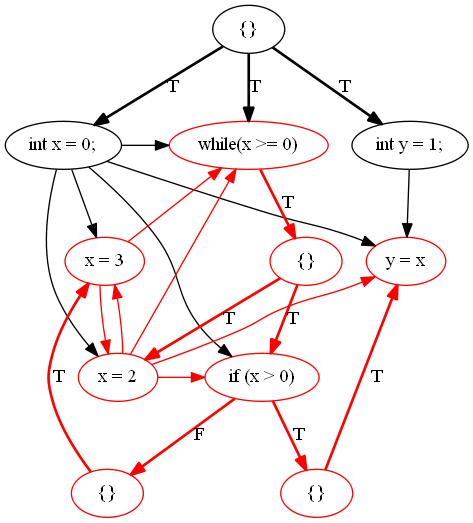 {}
T
T
T
int x = 0;
while(x >= 0)
int y = 1;
T
x = 3
{}
y = x
T
T
x = 2
if (x > 0)
T
T
F
T
{}
{}